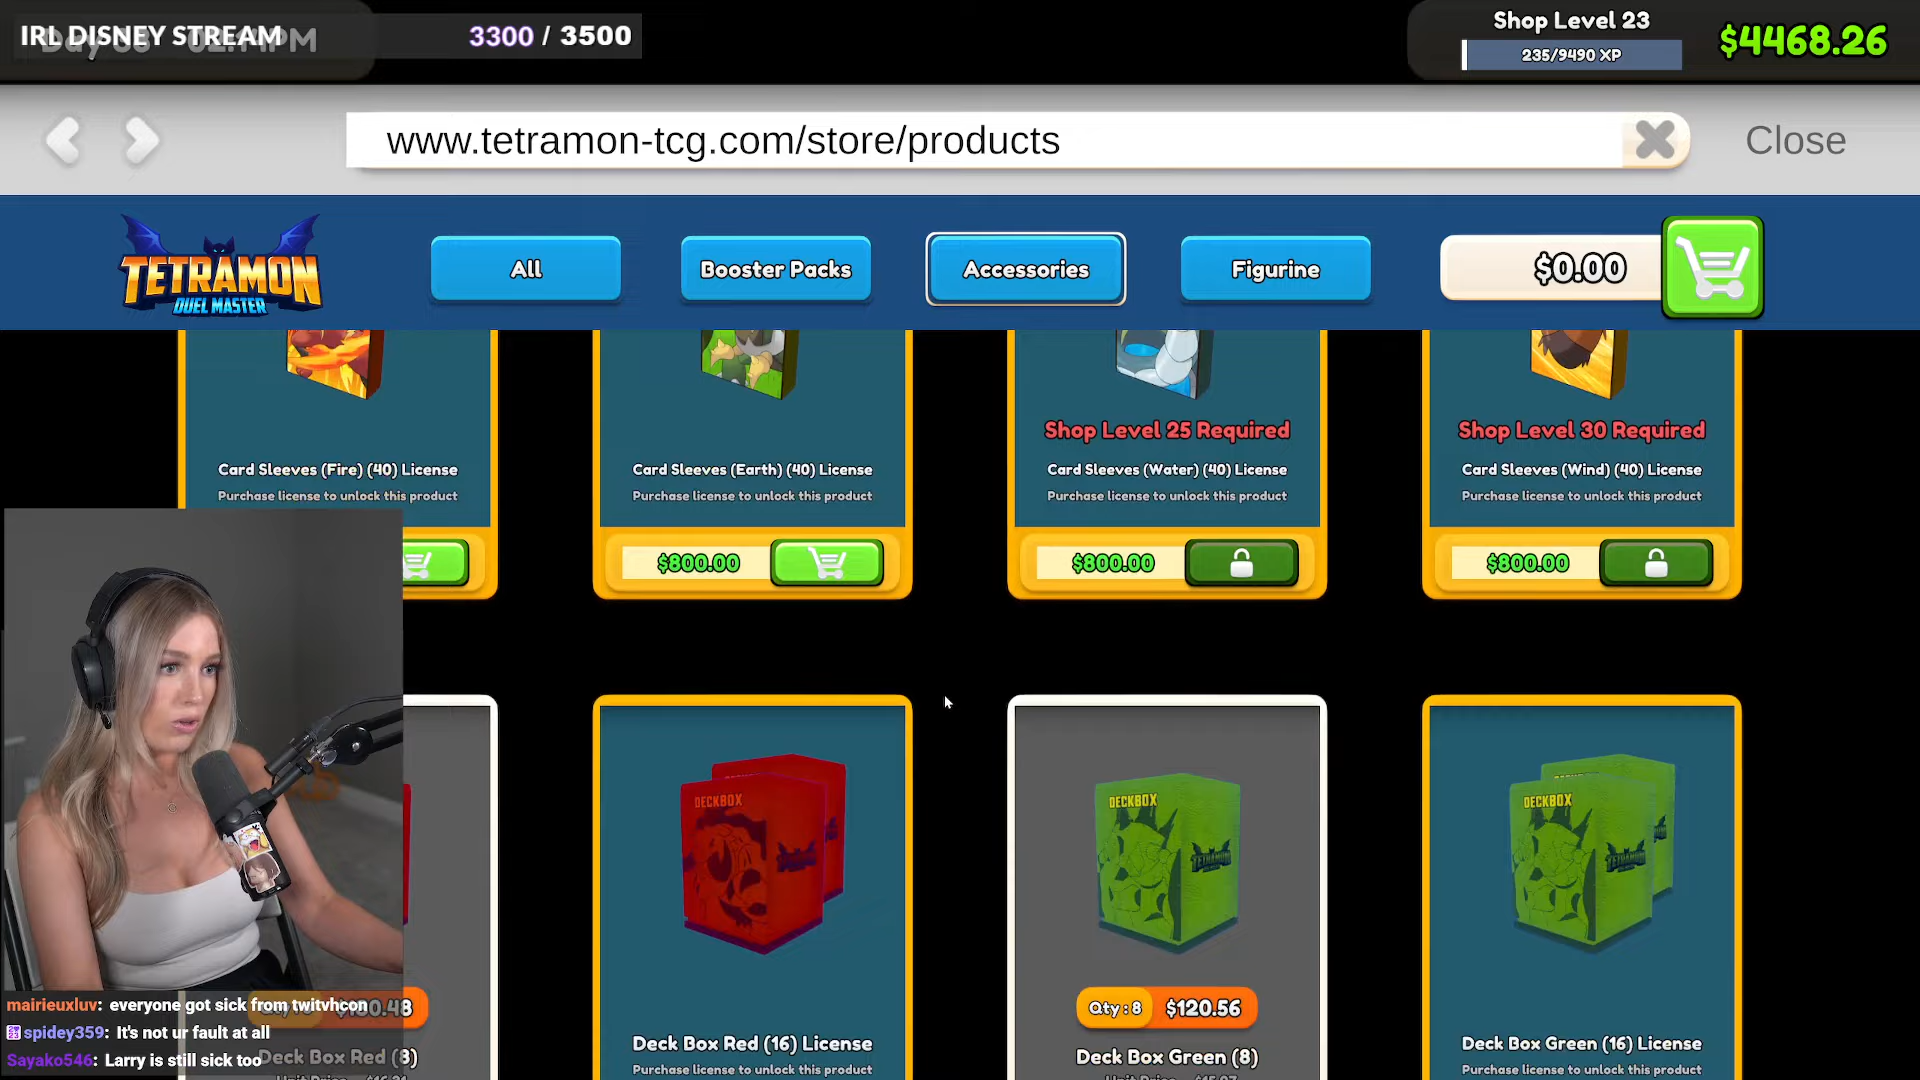 IRL DISNEY STREAM
3300 / 3500
Shop Level 23
235/9490 XP
$4468.26
www.tetramon-tcg.com/store/products
Close
TETRAMON
DUEL MASTER
All
Booster Packs
Accessories
Figurine
$0.00
Shop Level 25 Required
Shop Level 30 Required
Card Sleeves (Fire) (40) License
Card Sleeves (Earth) (40) License
Card Sleeves (Water) (40) License
Card Sleeves (Wind) (40) License
Purchase license to unlock this product
Purchase license to unlock this product
Purchase license to unlock this product
Purchase license to unlock this product
$800.00
$800.00
$800.00
DECKBOX
DECKBOX
TETRAMON
DECKBOX
TETRAMON
mairieuxluv: everyone got sick from twitvhcon
Qty : 8 $120.56
spidey359: It's not ur fault at all
Deck Box Red (16) License
Deck Box Green (16) License
Sayako546: Larry is still sick too
Deck Box Red (8)
Deck Box Green (8)
Purchase license to unlock this product
Purchase license to unlock this product